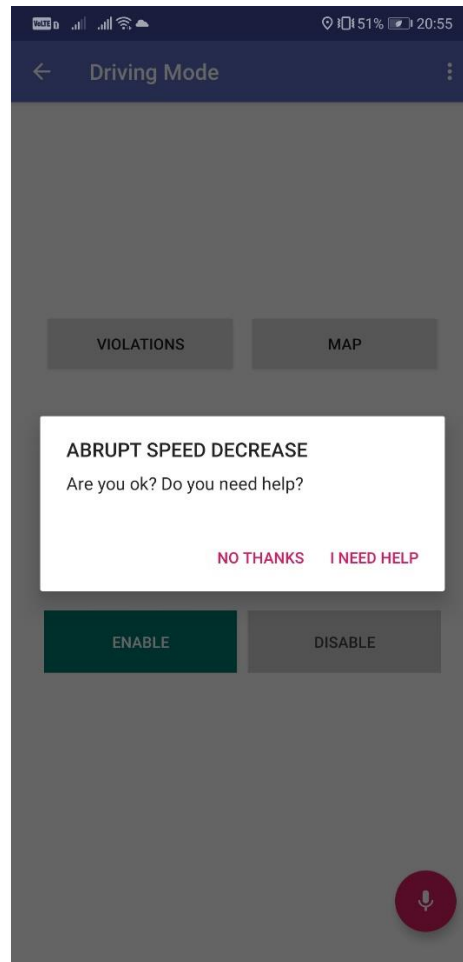 VoLTE D 51% 20:55
Driving Mode
VIOLATIONS MAP
ABRUPT SPEED DECREASE
Are you ok? Do you need help?
NO THANKS I NEED HELP
ENABLE DISABLE